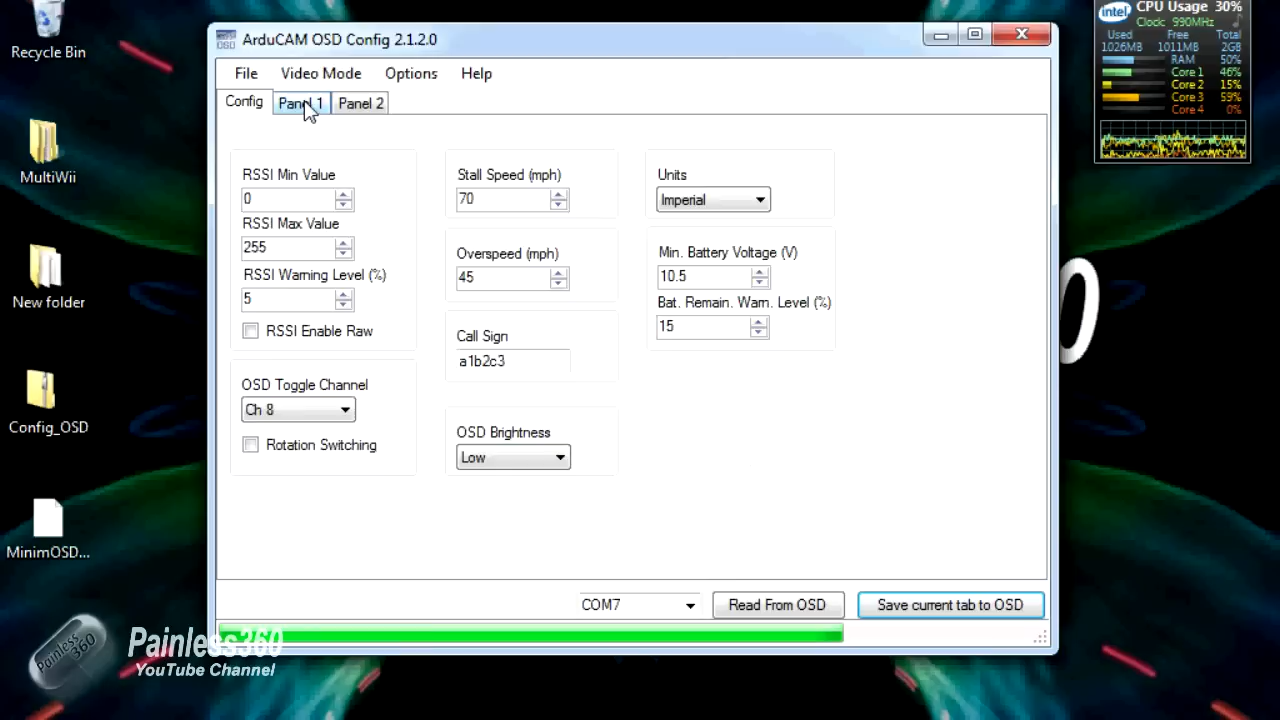 Recycle Bin
MultiWii
New folder
Config_OSD
MinimOSD...
ArduCAM OSD Config 2.1.2.0
File Video Mode Options Help
Config Panel 1 Panel 2
RSSI Min Value
0
RSSI Max Value
255
RSSI Warning Level (%)
5
RSSI Enable Raw
OSD Toggle Channel
Ch 8
Rotation Switching
Stall Speed (mph)
70
Overspeed (mph)
45
Call Sign
a1b2c3
OSD Brightness
Low
Units
Imperial
Min. Battery Voltage (V)
10.5
Bat. Remain. Warn. Level (%)
15
COM7 Read From OSD Save current tab to OSD
intel CPU Usage 30%
Clock: 990MHz
Used Free Total
1026MB 1011MB 2GB
RAM 50%
Core 1 46%
Core 2 15%
Core 3 59%
Core 4 0%
0
Painless360
Painless360
YouTube Channel